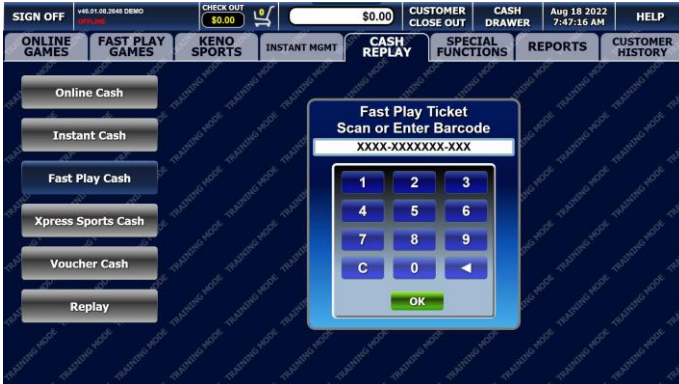 SIGN OFF
v46.01.08.2648 DEMO
OFFLINE
CHECK OUT
$0.00
0
$0.00
CUSTOMER
CLOSE OUT
CASH
DRAWER
Aug 18 2022
7:47:16 AM
HELP
ONLINE
GAMES
FAST PLAY
GAMES
KENO
SPORTS
INSTANT MGMT
CASH
REPLAY
SPECIAL
FUNCTIONS
REPORTS
CUSTOMER
HISTORY
Online Cash
Instant Cash
Fast Play Cash
Xpress Sports Cash
Voucher Cash
Replay
Fast Play Ticket
Scan or Enter Barcode
XXXX-XXXXXXX-XXX
1 2 3
4 5 6
7 8 9
C 0
OK
TRAINING MODE